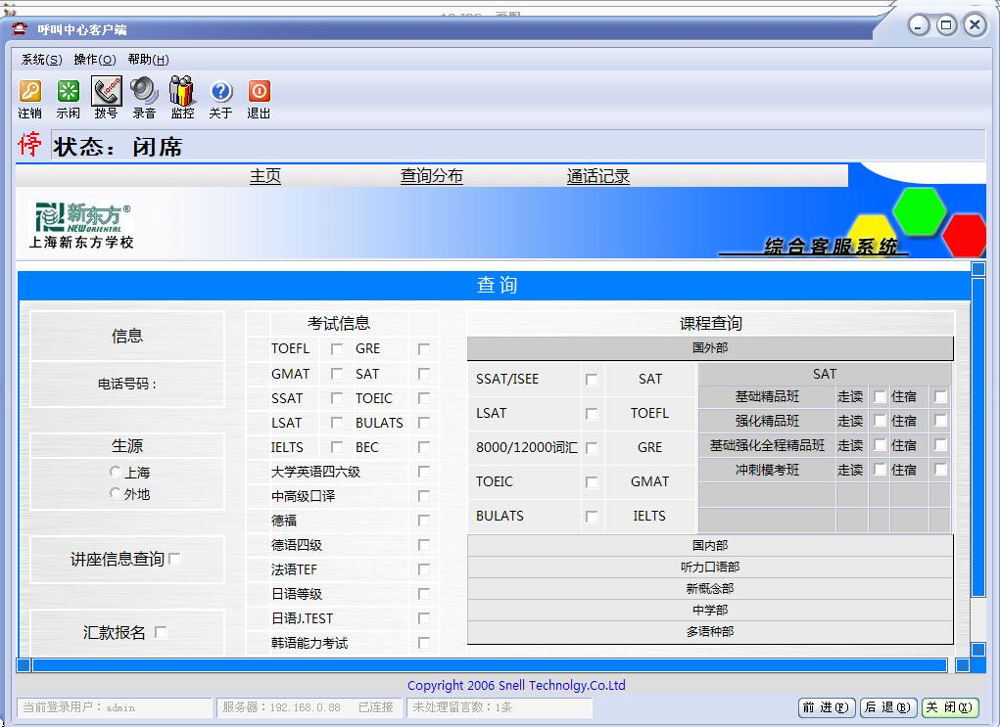 呼叫中心客户端
系统(S) 操作(O) 帮助(H)
注销 示闲 拨号 录音 监控 关于 退出
停 状态：闭席
主页 查询分布 通话记录
新东方®
NEW ORIENTAL
上海新东方学校
综合客服系统
查询
信息
电话号码：
生源
上海
外地
讲座信息查询
汇款报名
考试信息
TOEFL GRE
GMAT SAT
SSAT TOEIC
LSAT BULATS
IELTS BEC
大学英语四六级
中高级口译
德福
德语四级
法语TEF
日语等级
日语J.TEST
韩语能力考试
课程查询
国外部
SSAT/ISEE SAT
LSAT TOEFL
8000/12000词汇 GRE
TOEIC GMAT
BULATS IELTS
SAT
基础精品班 走读 住宿
强化精品班 走读 住宿
基础强化全程精品班 走读 住宿
冲刺模考班 走读 住宿
国内部
听力口语部
新概念部
中学部
多语种部
Copyright 2006 Snell Technolgy.Co.Ltd
当前登录用户：admin 服务器：192.168.0.88 已连接 未处理留言数：1条
前 进(F) 后 退(B) 关 闭(X)